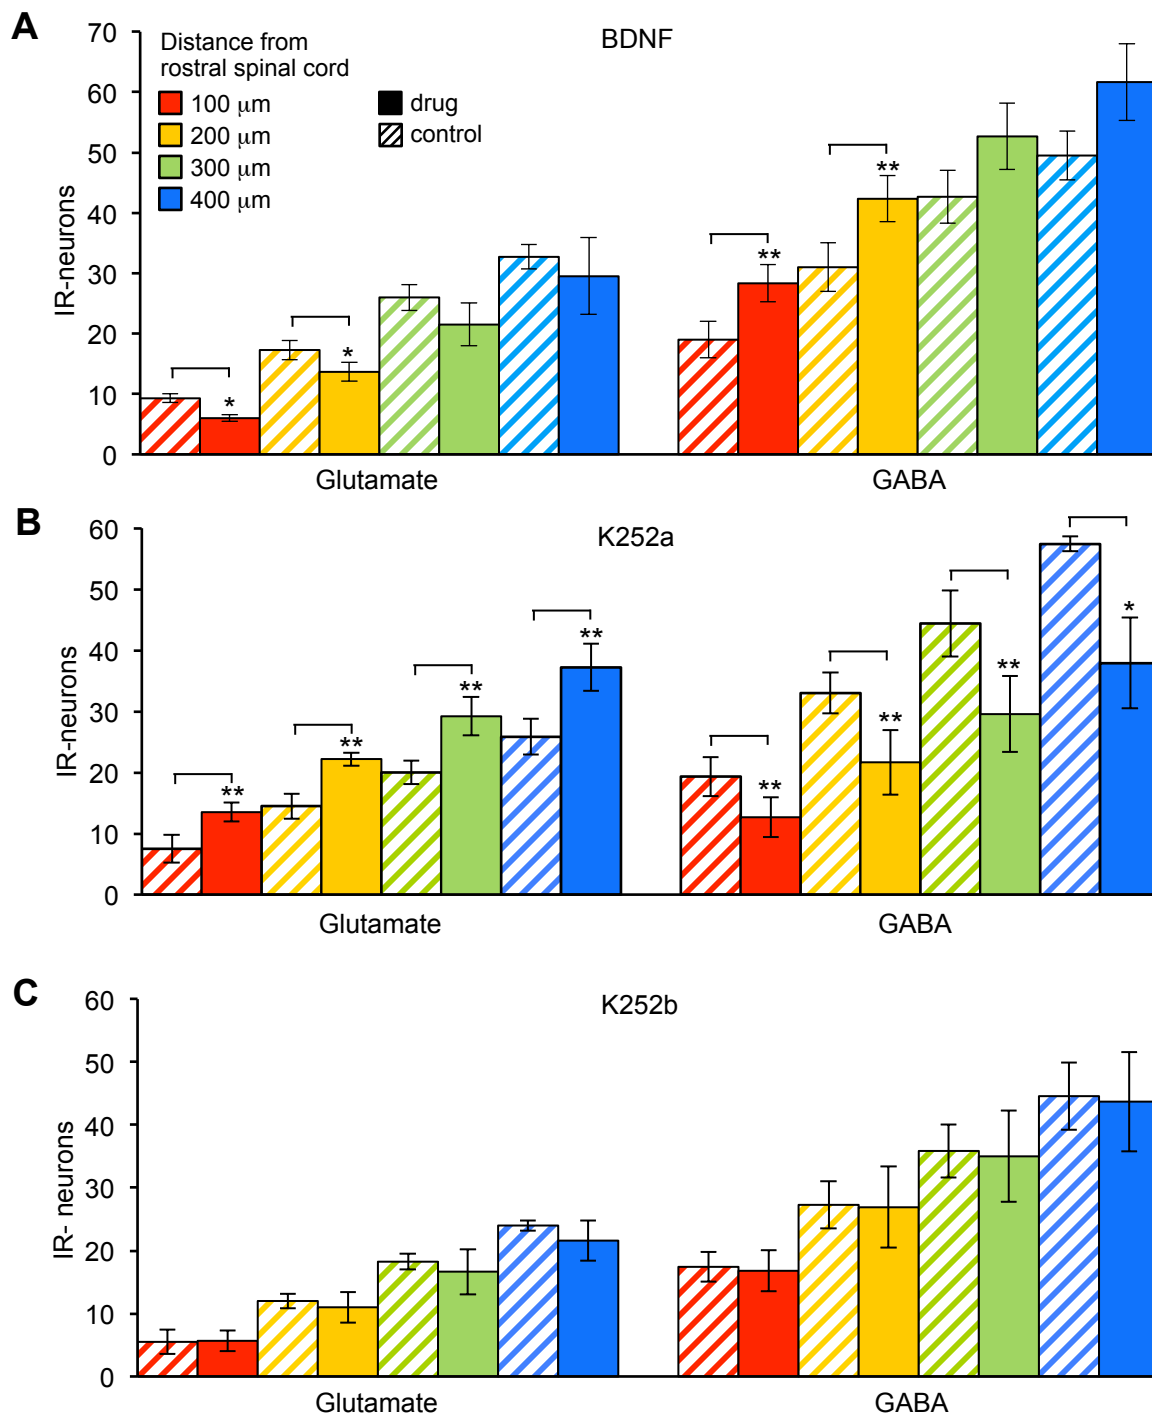 A
BDNF
Distance from
rostral spinal cord
100 µm
200 µm
300 µm
400 µm
drug
control
70
60
50
40
30
20
10
0
IR-neurons
*
*
**
**
Glutamate
GABA
B
K252a
60
50
40
30
20
10
0
IR-neurons
**
**
**
**
**
**
**
*
Glutamate
GABA
C
K252b
60
50
40
30
20
10
0
IR- neurons
Glutamate
GABA